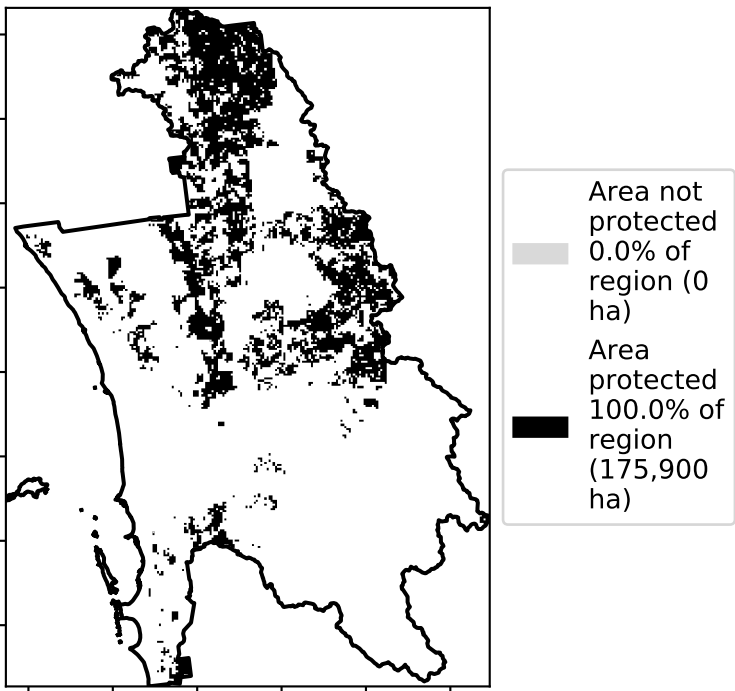 Area not
protected
0.0% of
region (0
ha)
Area
protected
100.0% of
region
(175,900
ha)